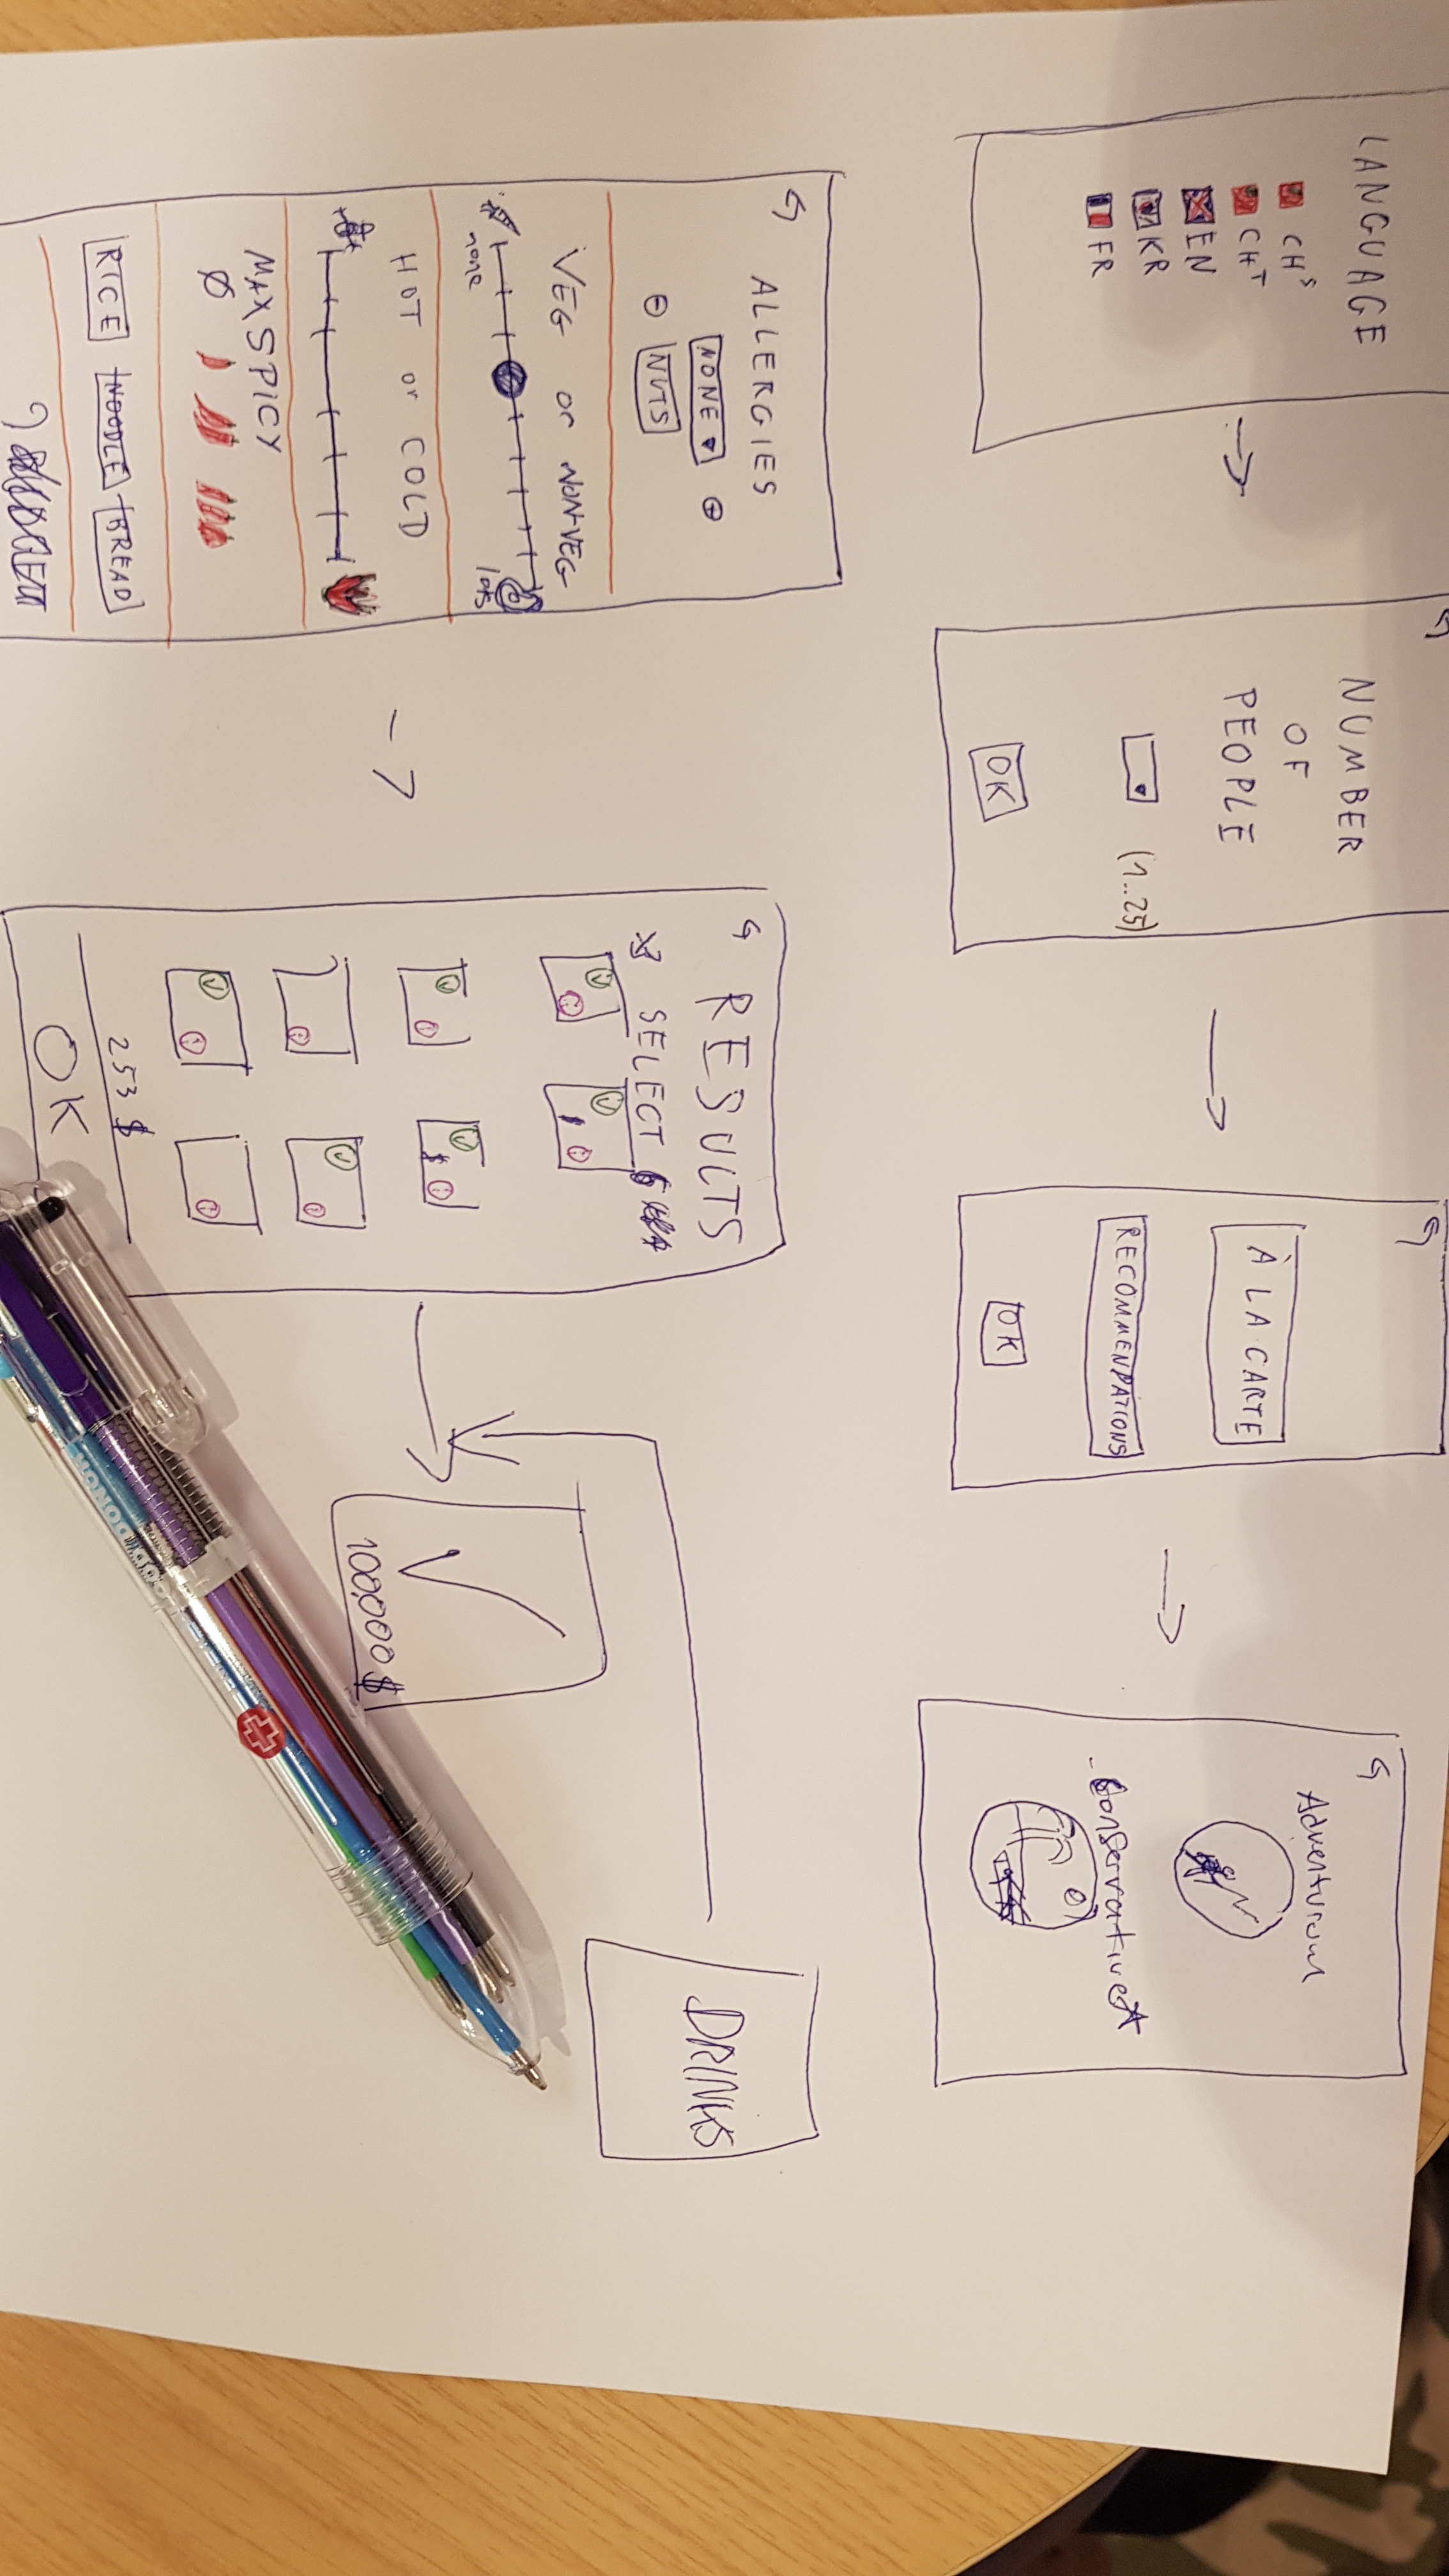 LANGUAGE
CH S
CH T
EN
KR
FR
NUMBER
OF
PEOPLE
(1..25)
OK
À LA CARTE
RECOMMENDATIONS
OK
Adventurous
Conservative
ALLERGIES
NONE
NUTS
VEG or NON-VEG
none
lots
HOT or COLD
MAX SPICY
Ø
RICE NOODLE BREAD
RESULTS
SELECT
253 $
OK
DRINKS
100,000 $
LONDON